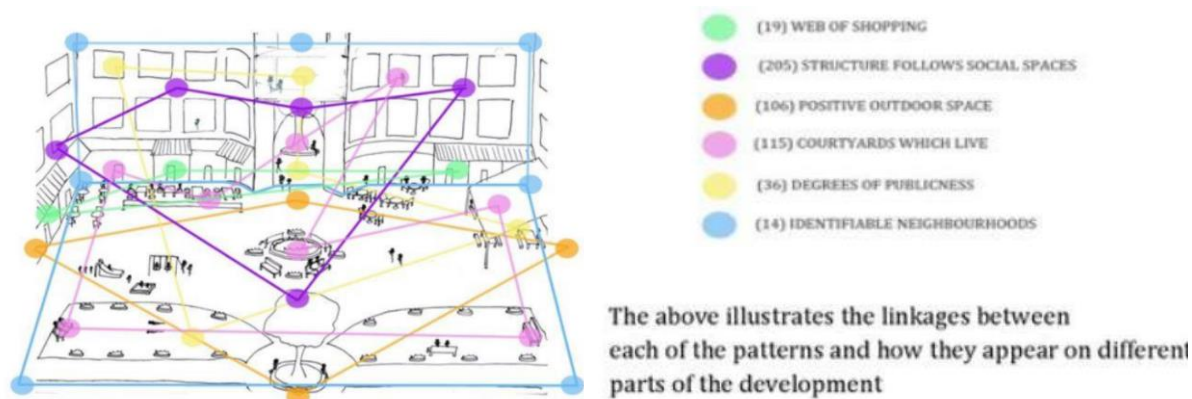 (19) WEB OF SHOPPING
(205) STRUCTURE FOLLOWS SOCIAL SPACES
(106) POSITIVE OUTDOOR SPACE
(115) COURTYARDS WHICH LIVE
(36) DEGREES OF PUBLICNESS
(14) IDENTIFIABLE NEIGHBOURHOODS
The above illustrates the linkages between
each of the patterns and how they appear on different
parts of the development